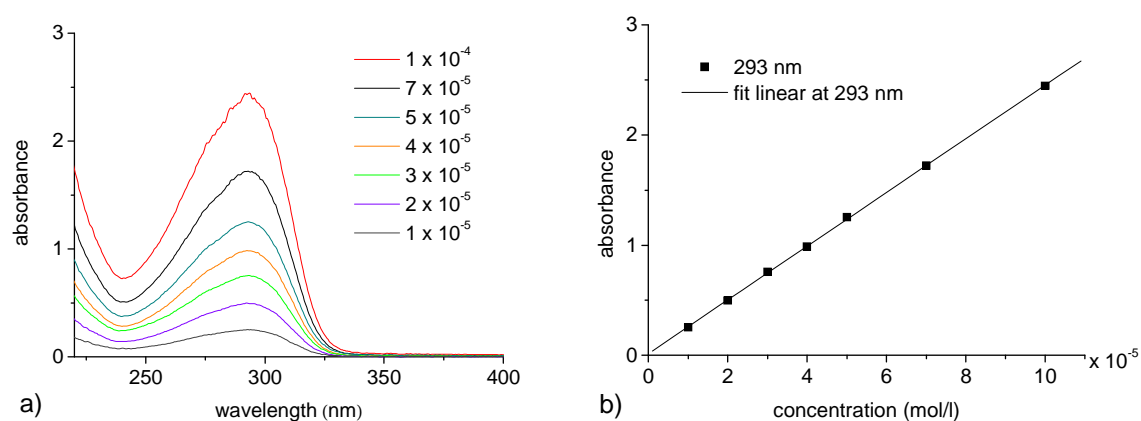 3
2
1
0
absorbance
250
300
350
400
wavelength (nm)
a)
1 x 10⁻⁴
7 x 10⁻⁵
5 x 10⁻⁵
4 x 10⁻⁵
3 x 10⁻⁵
2 x 10⁻⁵
1 x 10⁻⁵
3
2
1
0
absorbance
293 nm
fit linear at 293 nm
0
2
4
6
8
10
x 10⁻⁵
concentration (mol/l)
b)